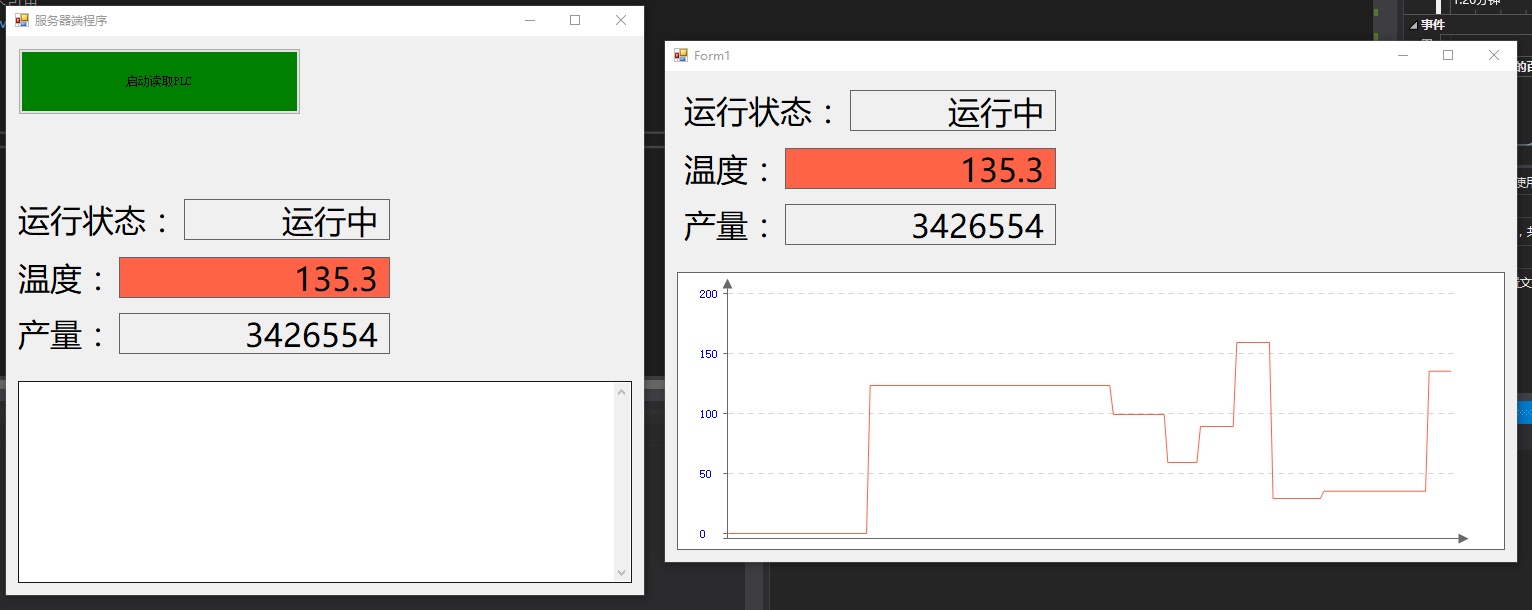 服务器端程序
启动读取PLC
运行状态： 运行中
温度： 135.3
产量： 3426554
Form1
运行状态： 运行中
温度： 135.3
产量： 3426554
200
150
100
50
0
事件